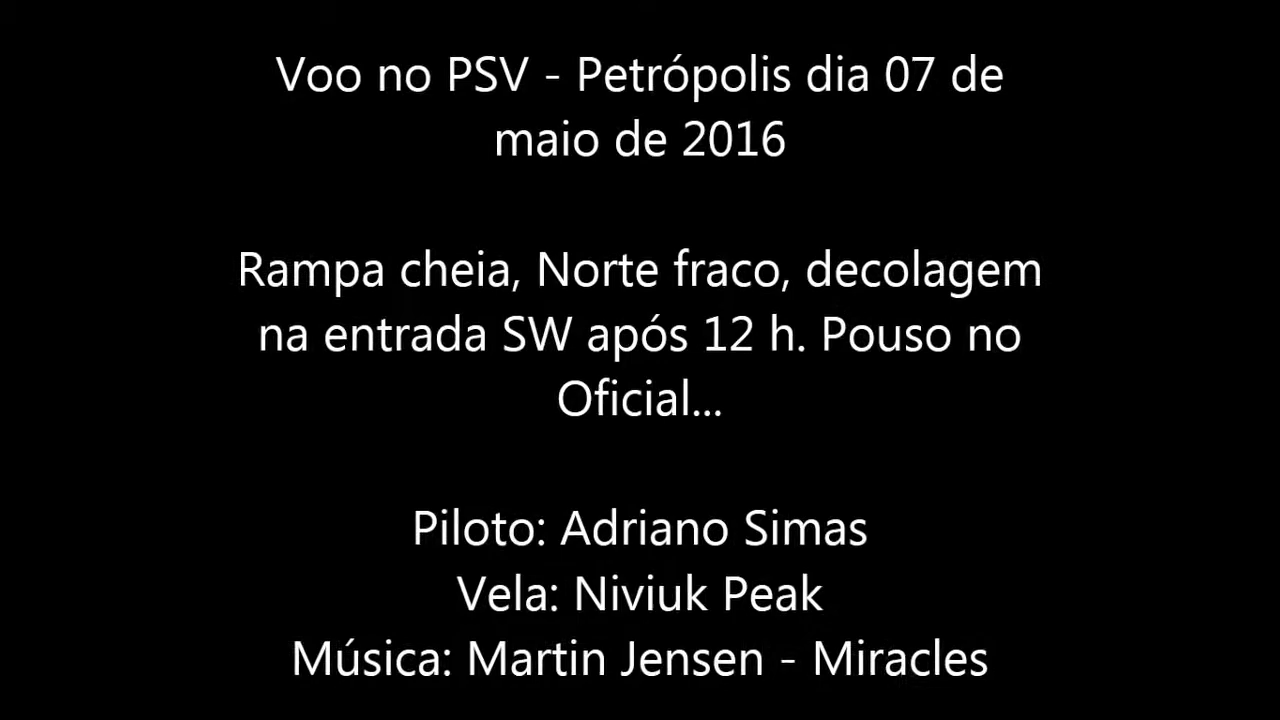 Voo no PSV - Petrópolis dia 07 de
maio de 2016
Rampa cheia, Norte fraco, decolagem
na entrada SW após 12 h. Pouso no
Oficial...
Piloto: Adriano Simas
Vela: Niviuk Peak
Música: Martin Jensen - Miracles